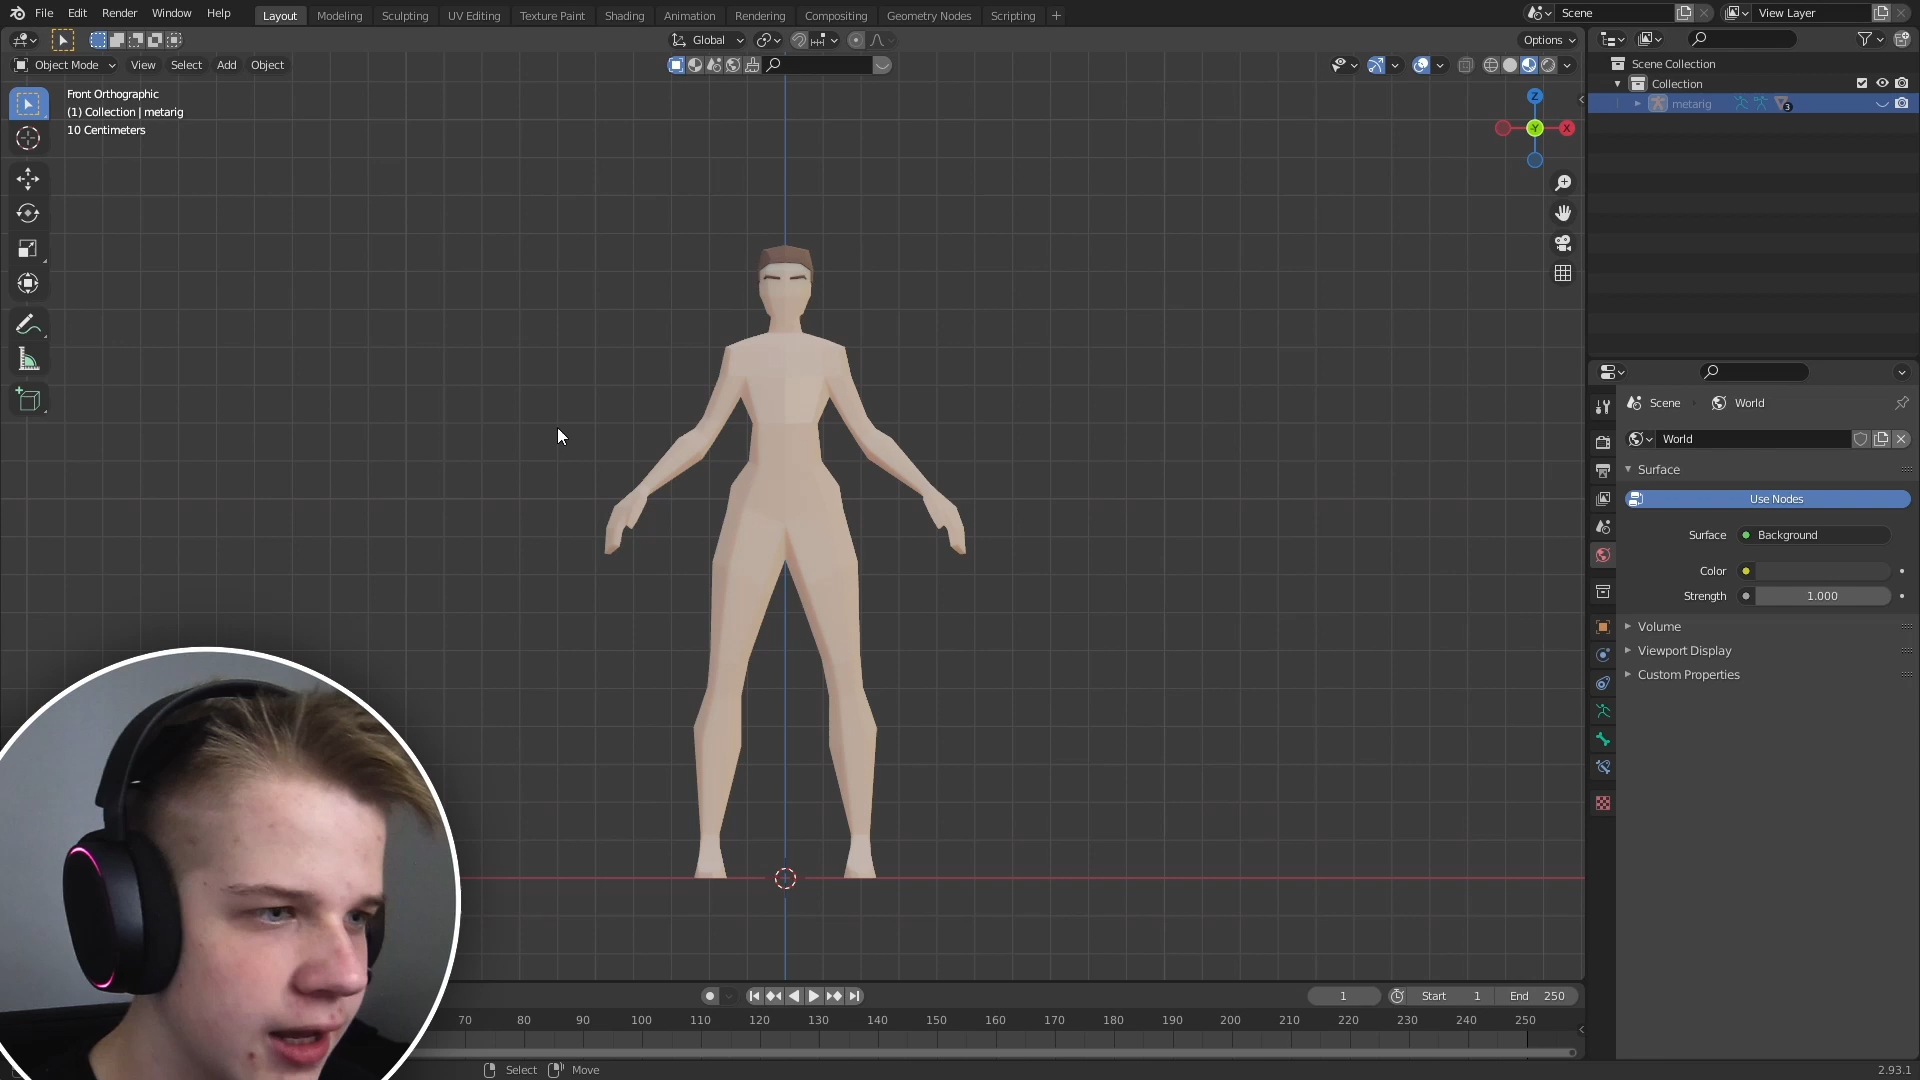 File Edit Render Window Help
Layout Modeling Sculpting UV Editing Texture Paint Shading Animation Rendering Compositing Geometry Nodes Scripting +
Scene
View Layer
Global
Options
Object Mode View Select Add Object
Front Orthographic
(1) Collection | metarig
10 Centimeters
Z
Y
X
Scene Collection
Collection
metarig
3
Scene
World
World
Surface
Use Nodes
Surface Background
Color
Strength 1.000
Volume
Viewport Display
Custom Properties
1
Start 1
End 250
70 80 90 100 110 120 130 140 150 160 170 180 190 200 210 220 230 240 250
Select
Move
2.93.1